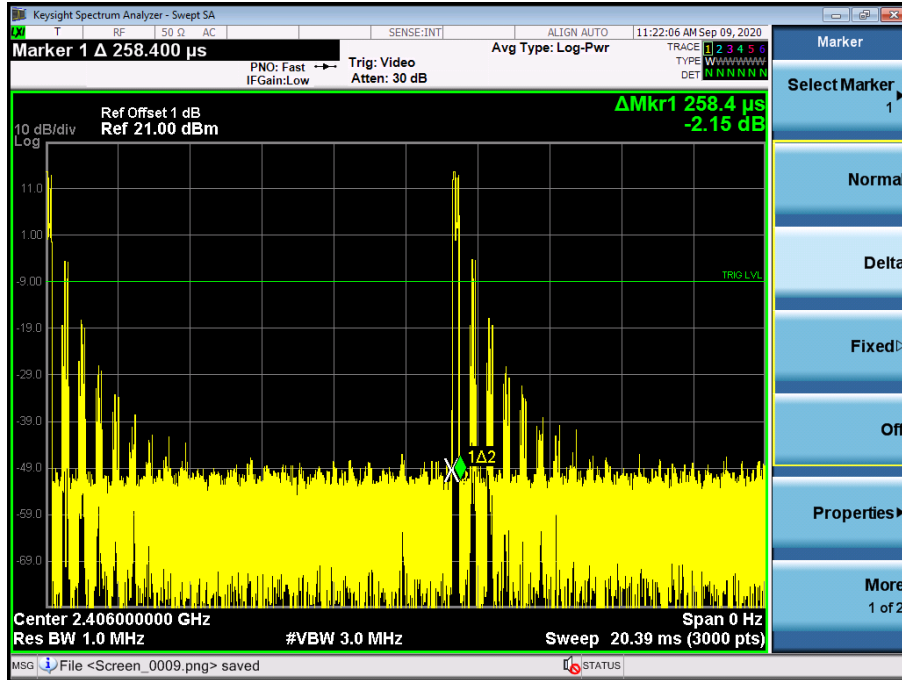 Keysight Spectrum Analyzer - Swept SA
LXI T RF 50 Ω AC SENSE:INT ALIGN AUTO 11:22:06 AM Sep 09, 2020
Marker 1 Δ 258.400 µs
PNO: Fast
IFGain:Low
Trig: Video
Atten: 30 dB
Avg Type: Log-Pwr
TRACE 1 2 3 4 5 6
TYPE WWWWWW
DET N N N N N N
ΔMkr1 258.4 µs
-2.15 dB
Ref Offset 1 dB
10 dB/div Ref 21.00 dBm
Log
11.0
1.00
-9.00
TRIG LVL
-19.0
-29.0
-39.0
-49.0
1Δ2
-59.0
-69.0
Center 2.406000000 GHz Span 0 Hz
Res BW 1.0 MHz #VBW 3.0 MHz Sweep 20.39 ms (3000 pts)
MSG File <Screen_0009.png> saved STATUS
Marker
Select Marker
1
Norma
Delta
Fixed
Off
Properties
More
1 of 2